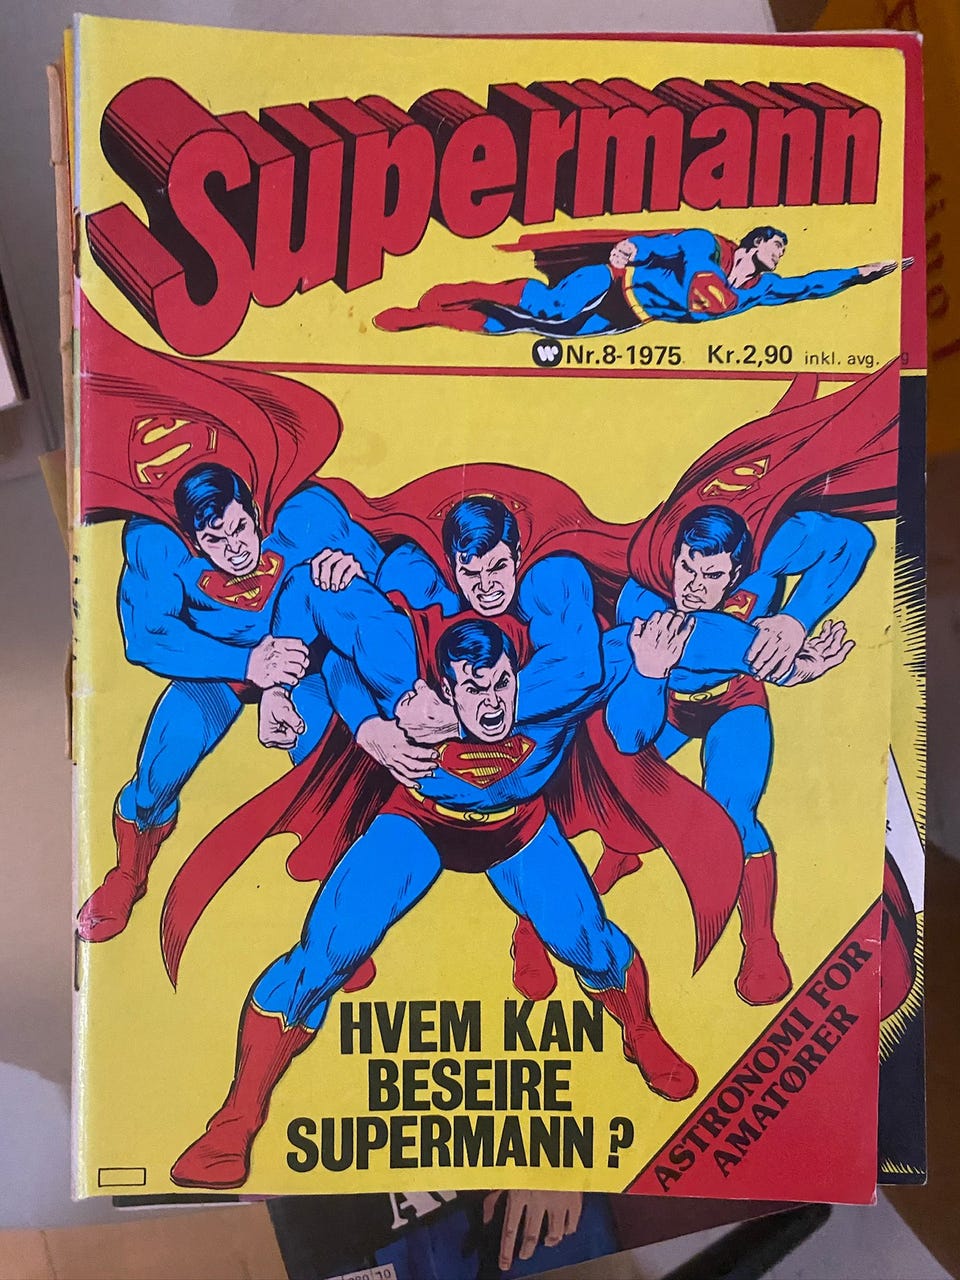 Supermann
W Nr.8-1975 Kr.2,90 inkl. avg.
HVEM KAN
BESEIRE
SUPERMANN?
ASTRONOMI FOR
AMATØRER